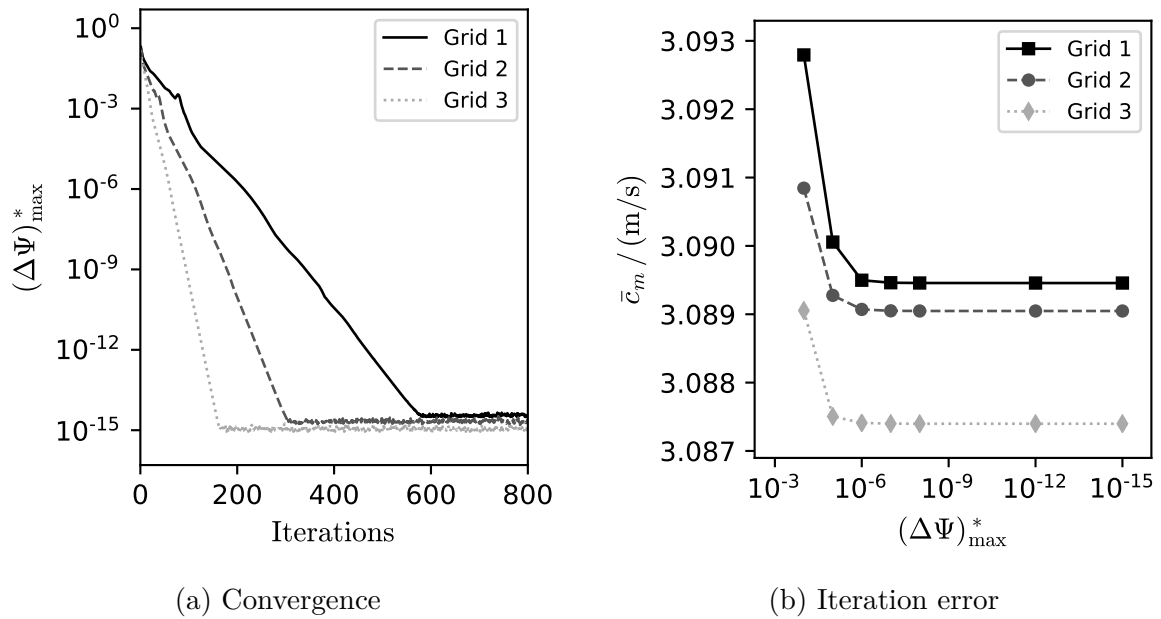 10⁰
10⁻³
10⁻⁶
10⁻⁹
10⁻¹²
10⁻¹⁵
(ΔΨ)*max
0 200 400 600 800
Iterations
Grid 1
Grid 2
Grid 3
(a) Convergence
3.093
3.092
3.091
3.090
3.089
3.088
3.087
c̄m / (m/s)
10⁻³ 10⁻⁶ 10⁻⁹ 10⁻¹² 10⁻¹⁵
(ΔΨ)*max
Grid 1
Grid 2
Grid 3
(b) Iteration error